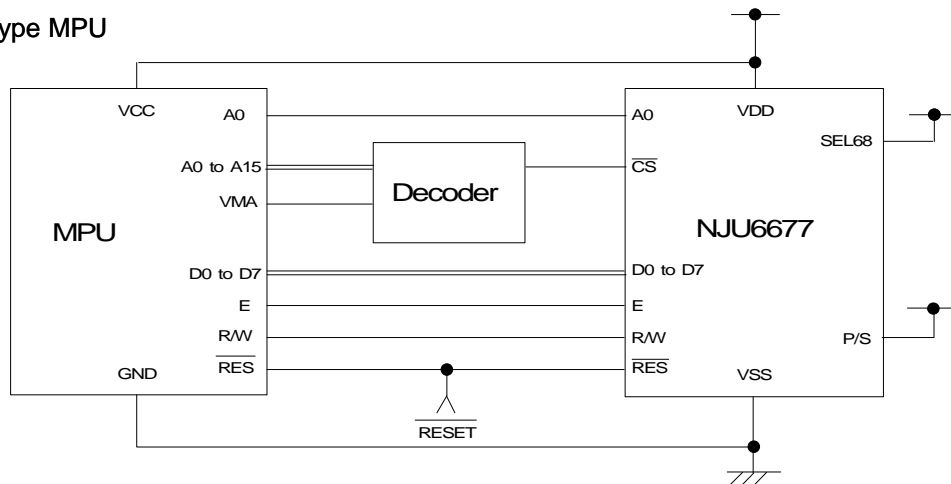 ype MPU
VCC
A0
A0 to A15
VMA
MPU
D0 to D7
E
R/W
RES
GND
Decoder
RESET
A0
VDD
SEL68
CS
NJU6677
D0 to D7
E
R/W
P/S
RES
VSS